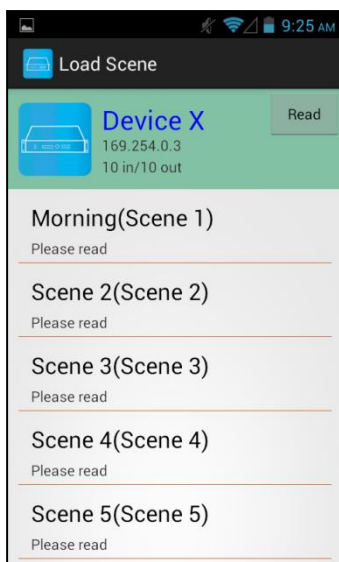 9:25 AM
Load Scene
Device X
Read
169.254.0.3
10 in/10 out
Morning(Scene 1)
Please read
Scene 2(Scene 2)
Please read
Scene 3(Scene 3)
Please read
Scene 4(Scene 4)
Please read
Scene 5(Scene 5)
Please read